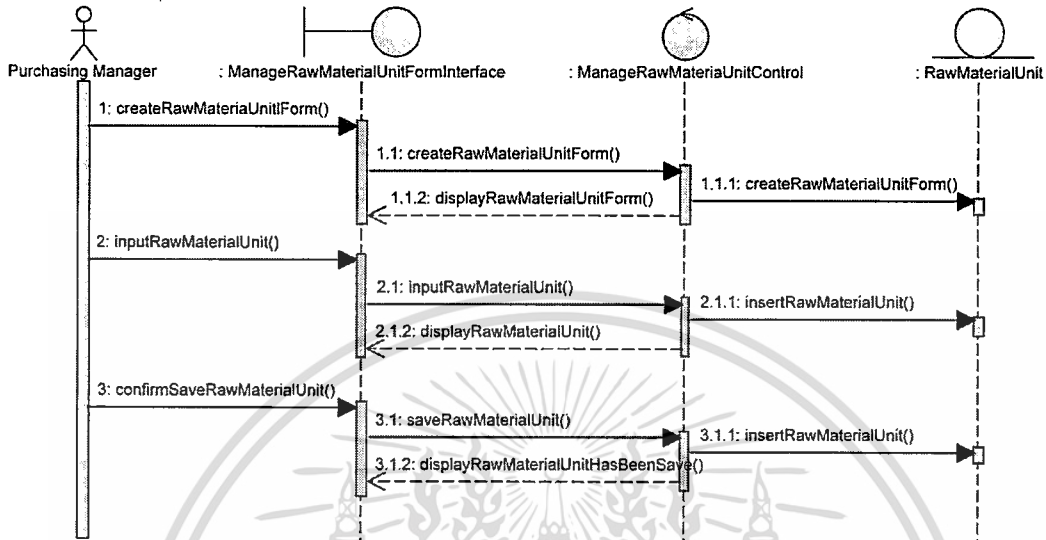 Purchasing Manager
: ManageRawMaterialUnitFormInterface
: ManageRawMateriaUnitControl
: RawMaterialUnit
1: createRawMateriaUnitlForm()
1.1: createRawMaterialUnitForm()
1.1.1: createRawMaterialUnitForm()
1.1.2: displayRawMaterialUnitForm()
2: inputRawMaterialUnit()
2.1: inputRawMaterialUnit()
2.1.1: insertRawMaterialUnit()
2.1.2: displayRawMaterialUnit()
3: confirmSaveRawMaterialUnit()
3.1: saveRawMaterialUnit()
3.1.1: insertRawMaterialUnit()
3.1.2: displayRawMaterialUnitHasBeenSave()